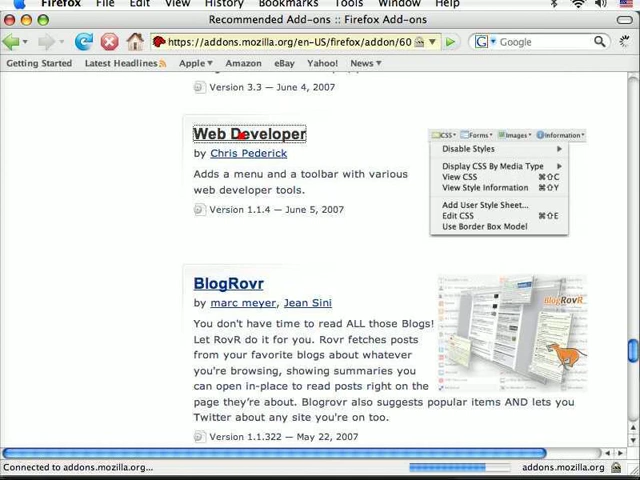 Firefox File Edit View History Bookmarks Tools Window Help
Recommended Add-ons :: Firefox Add-ons
https://addons.mozilla.org/en-US/firefox/addon/60
Google
Getting Started Latest Headlines Apple Amazon eBay Yahoo! News
Version 3.3 — June 4, 2007
Web Developer
by Chris Pederick
Adds a menu and a toolbar with various
web developer tools.
Version 1.1.4 — June 5, 2007
CSS Forms Images Information
Disable Styles
Display CSS By Media Type
View CSS ⌘⇧C
View Style Information ⌘⇧Y
Add User Style Sheet...
Edit CSS ⌘⇧E
Use Border Box Model
BlogRovr
by marc meyer, Jean Sini
BlogRovR
You don't have time to read ALL those Blogs!
Let RovR do it for you. Rovr fetches posts
from your favorite blogs about whatever
you're browsing, showing summaries you
can open in-place to read posts right on the
page they're about. Blogrovr also suggests popular items AND lets you
Twitter about any site you're on too.
Version 1.1.322 — May 22, 2007
Connected to addons.mozilla.org...
addons.mozilla.org